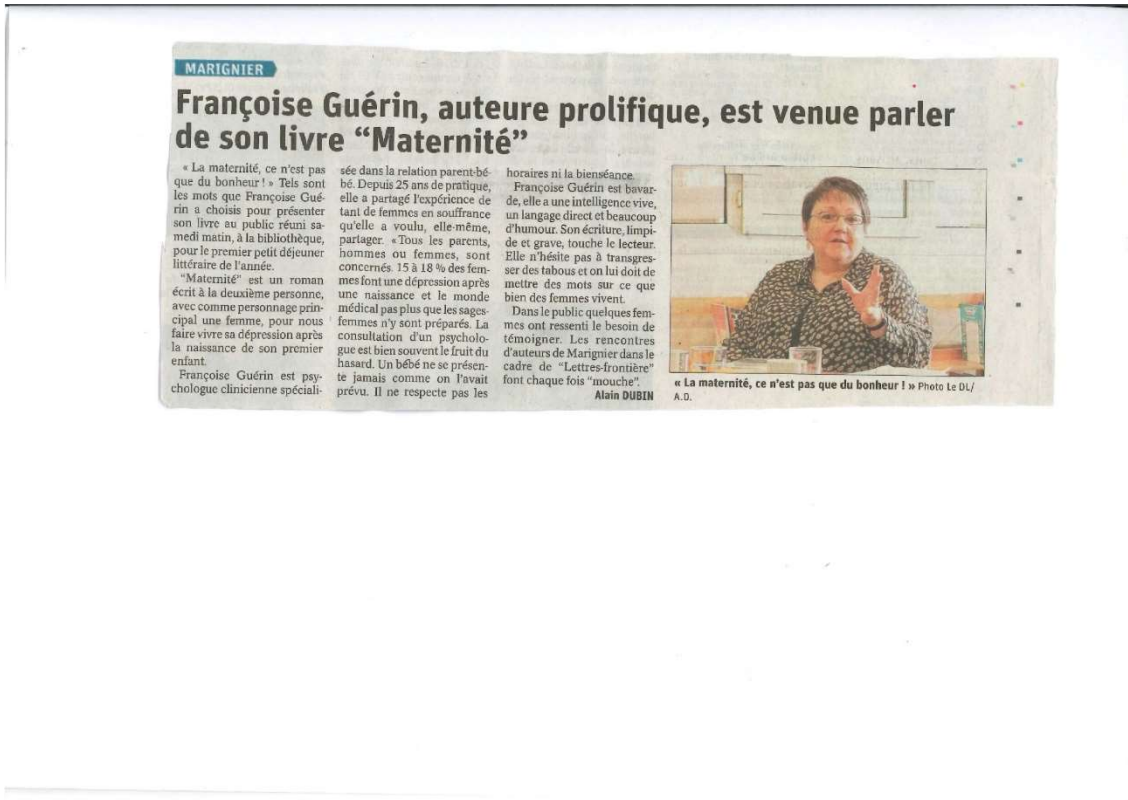 MARIGNIER
Françoise Guérin, auteure prolifique, est venue parler
de son livre “Maternité”
« La maternité, ce n'est pas
que du bonheur ! » Tels sont
les mots que Françoise Gué-
rin a choisis pour présenter
son livre au public réuni sa-
medi matin, à la bibliothèque,
pour le premier petit déjeuner
littéraire de l'année.
“Maternité” est un roman
écrit à la deuxième personne,
avec comme personnage prin-
cipal une femme, pour nous
faire vivre sa dépression après
la naissance de son premier
enfant.
Françoise Guérin est psy-
chologue clinicienne spéciali-
sée dans la relation parent-bé-
bé. Depuis 25 ans de pratique,
elle a partagé l'expérience de
tant de femmes en souffrance
qu'elle a voulu, elle-même,
partager. « Tous les parents,
hommes ou femmes, sont
concernés. 15 à 18 % des fem-
mes font une dépression après
une naissance et le monde
médical pas plus que les sages-
femmes n'y sont préparés. La
consultation d'un psycholo-
gue est bien souvent le fruit du
hasard. Un bébé ne se présen-
te jamais comme on l'avait
prévu. Il ne respecte pas les
horaires ni la bienséance.
Françoise Guérin est bavar-
de, elle a une intelligence vive,
un langage direct et beaucoup
d'humour. Son écriture, limpi-
de et grave, touche le lecteur.
Elle n'hésite pas à transgres-
ser des tabous et on lui doit de
mettre des mots sur ce que
bien des femmes vivent.
Dans le public quelques fem-
mes ont ressenti le besoin de
témoigner. Les rencontres
d'auteurs de Marignier dans le
cadre de “Lettres-frontière”
font chaque fois “mouche”.
Alain DUBIN
« La maternité, ce n'est pas que du bonheur ! » Photo Le DL/
A.D.